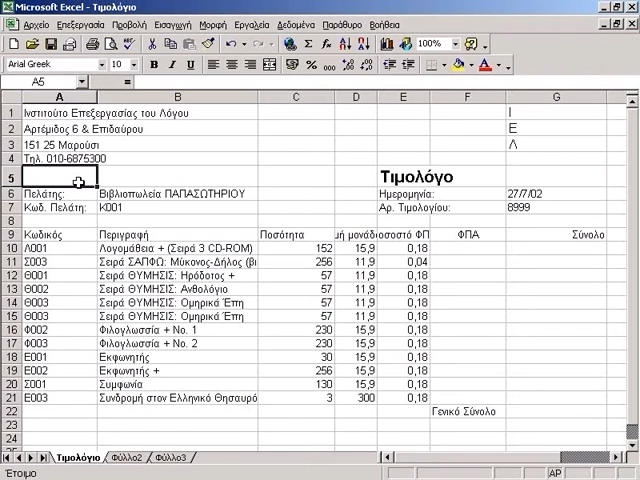 Microsoft Excel - Τιμολόγιο
Αρχείο Επεξεργασία Προβολή Εισαγωγή Μορφή Εργαλεία Δεδομένα Παράθυρο Βοήθεια
100%
Arial Greek 10
A5 =
A B C D E F G
1 Ινστιτούτο Επεξεργασίας του Λόγου Ι
2 Αρτέμιδος 6 & Επιδαύρου Ε
3 151 25 Μαρούσι Λ
4 Τηλ. 010-6875300
5 Τιμολόγο
6 Πελάτης: Βιβλιοπωλεία ΠΑΠΑΣΩΤΗΡΙΟΥ Ημερομηνία: 27/7/02
7 Κωδ. Πελάτη: Κ001 Αρ. Τιμολογίου: 8999
8
9 Κωδικός Περιγραφή Ποσότητα μή μονάδ οσοστό ΦΠ ΦΠΑ Σύνολο
10 Λ001 Λογομάθεια + (Σειρά 3 CD-ROM) 152 15,9 0,18
11 Σ003 Σειρά ΣΑΠΦΩ: Μύκονος-Δήλος (βι 256 11,9 0,04
12 Θ001 Σειρά ΘΥΜΗΣΙΣ: Ηρόδοτος + 57 11,9 0,18
13 Θ002 Σειρά ΘΥΜΗΣΙΣ: Ανθολόγιο 57 11,9 0,18
14 Θ003 Σειρά ΘΥΜΗΣΙΣ: Ομηρικά Έπη 57 11,9 0,18
15 Θ003 Σειρά ΘΥΜΗΣΙΣ: Ομηρικά Έπη 57 11,9 0,18
16 Φ002 Φιλογλωσσία + Νο. 1 230 15,9 0,18
17 Φ003 Φιλογλωσσία + Νο. 2 230 15,9 0,18
18 Ε001 Εκφωνητής 30 15,9 0,18
19 Ε002 Εκφωνητής + 256 15,9 0,18
20 Σ001 Συμφωνία 130 15,9 0,18
21 Ε003 Συνδρομή στον Ελληνικό Θησαυρό 3 300 0,18
22 Γενικό Σύνολο
23
24
Τιμολόγιο Φύλλο2 Φύλλο3
Έτοιμο ΑΡ